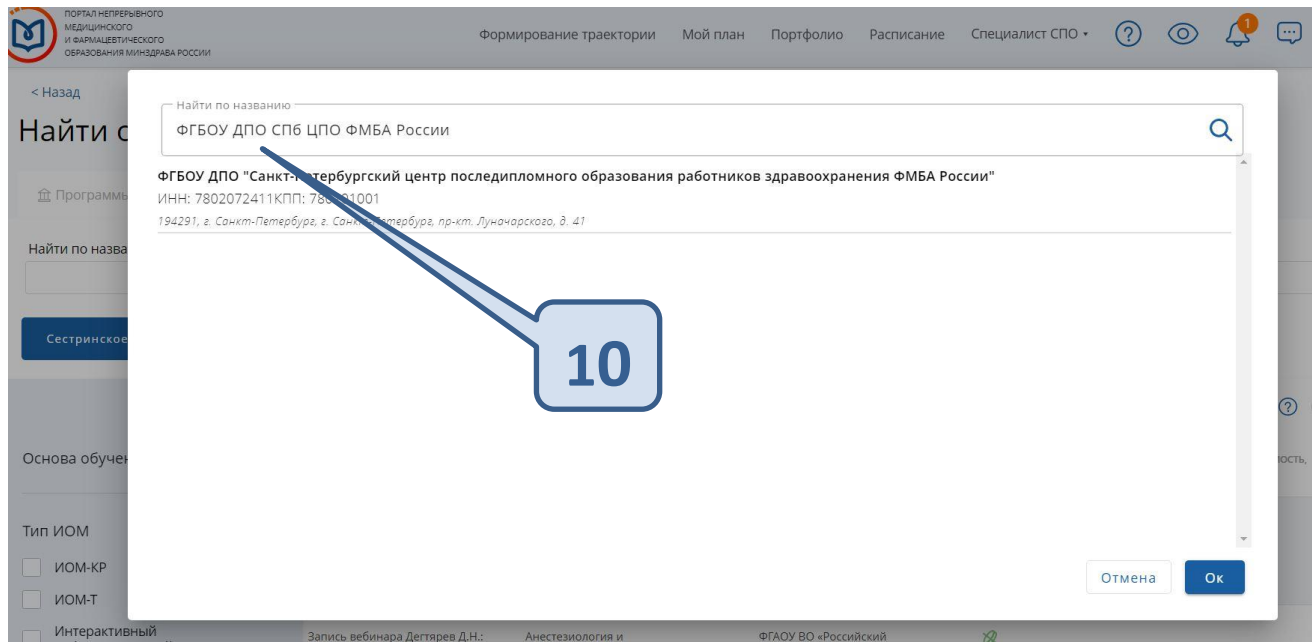 ПОРТАЛ НЕПРЕРЫВНОГО
МЕДИЦИНСКОГО
И ФАРМАЦЕВТИЧЕСКОГО
ОБРАЗОВАНИЯ МИНЗДРАВА РОССИИ
Формирование траектории Мой план Портфолио Расписание Специалист СПО
1
< Назад
Найти по названию
Найти с
ФГБОУ ДПО СПб ЦПО ФМБА России
ФГБОУ ДПО "Санкт-Петербургский центр последипломного образования работников здравоохранения ФМБА России"
Программы
ИНН: 7802072411КПП: 780201001
194291, г. Санкт-Петербург, г. Санкт-Петербург, пр-кт. Луначарского, д. 41
Найти по назва
Сестринское
10
Основа обучен
ность,
Тип ИОМ
ИОМ-КР
ИОМ-Т
Отмена Ок
Интерактивный
Запись вебинара Дегтярев Д.Н.: Анестезиология и ФГАОУ ВО «Российский